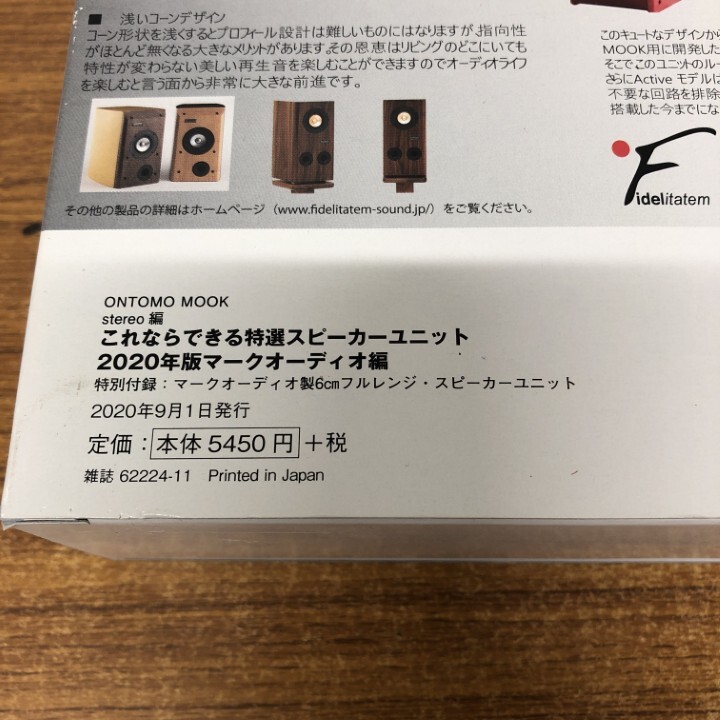 ■ 浅いコーンデザイン
コーン形状を浅くするとプロフィール設計は難しいものにはなりますが、指向性
がほとんど無くなる大きなメリットがあります。その恩恵はリビングのどこにいても
特性が変わらない美しい再生音を楽しむことができますのでオーディオライフ
を楽しむと言う面から非常に大きな前進です。
その他の製品の詳細はホームページ（www.fidelitatem-sound.jp/）をご覧ください。
このキュートなデザインから
MOOK用に開発した
そこでこのユニットのルー
さらにActive モデルは
不要な回路を排除
搭載した今までにな
Fidelitatem
ONTOMO MOOK
stereo 編
これならできる特選スピーカーユニット
2020年版マークオーディオ編
特別付録：マークオーディオ製6㎝フルレンジ・スピーカーユニット
2020年9月1日発行
定価：本体 5450 円＋税
雑誌 62224-11 Printed in Japan